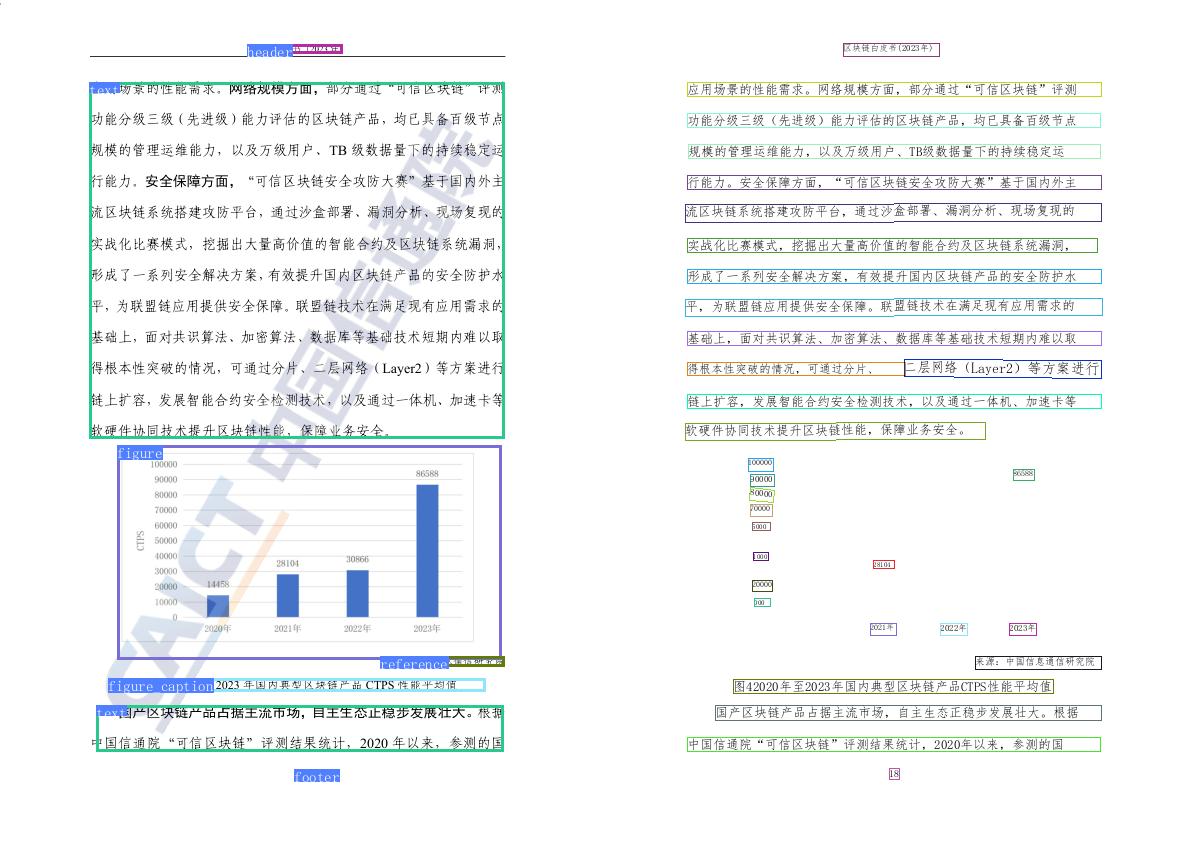 header
书（2023年）
text 场景的性能需求。网络规模方面，部分通过“可信区块链”评测
功能分级三级（先进级）能力评估的区块链产品，均已具备百级节点
规模的管理运维能力，以及万级用户、TB 级数据量下的持续稳定运
行能力。安全保障方面，“可信区块链安全攻防大赛”基于国内外主
流区块链系统搭建攻防平台，通过沙盒部署、漏洞分析、现场复现的
实战化比赛模式，挖掘出大量高价值的智能合约及区块链系统漏洞，
形成了一系列安全解决方案，有效提升国内区块链产品的安全防护水
平，为联盟链应用提供安全保障。联盟链技术在满足现有应用需求的
基础上，面对共识算法、加密算法、数据库等基础技术短期内难以取
得根本性突破的情况，可通过分片、二层网络（Layer2）等方案进行
链上扩容，发展智能合约安全检测技术，以及通过一体机、加速卡等
软硬件协同技术提升区块链性能，保障业务安全。
figure
100000
90000
80000
70000
60000
50000
40000
30000
20000
10000
0
CTPS
14458
28104
30866
86588
2020年
2021年
2022年
2023年
reference
figure caption 2023 年国内典型区块链产品 CTPS 性能平均值
text 国产区块链产品占据主流市场，自主生态正稳步发展壮大。根据
中国信通院“可信区块链”评测结果统计，2020 年以来，参测的国
footer
CAICT 中国信通院
区块链白皮书(2023年)
应用场景的性能需求。网络规模方面，部分通过“可信区块链”评测
功能分级三级（先进级）能力评估的区块链产品，均已具备百级节点
规模的管理运维能力，以及万级用户、TB级数据量下的持续稳定运
行能力。安全保障方面，“可信区块链安全攻防大赛”基于国内外主
流区块链系统搭建攻防平台，通过沙盒部署、漏洞分析、现场复现的
实战化比赛模式，挖掘出大量高价值的智能合约及区块链系统漏洞，
形成了一系列安全解决方案，有效提升国内区块链产品的安全防护水
平，为联盟链应用提供安全保障。联盟链技术在满足现有应用需求的
基础上，面对共识算法、加密算法、数据库等基础技术短期内难以取
得根本性突破的情况，可通过分片、 二层网络（Layer2）等方案进行
链上扩容，发展智能合约安全检测技术，以及通过一体机、加速卡等
软硬件协同技术提升区块链性能，保障业务安全。
100000
90000
80000
70000
5000
1000
20000
300
86588
28104
2021年
2022年
2023年
来源：中国信息通信研究院
图42020年至2023年国内典型区块链产品CTPS性能平均值
国产区块链产品占据主流市场，自主生态正稳步发展壮大。根据
中国信通院“可信区块链”评测结果统计，2020年以来，参测的国
18